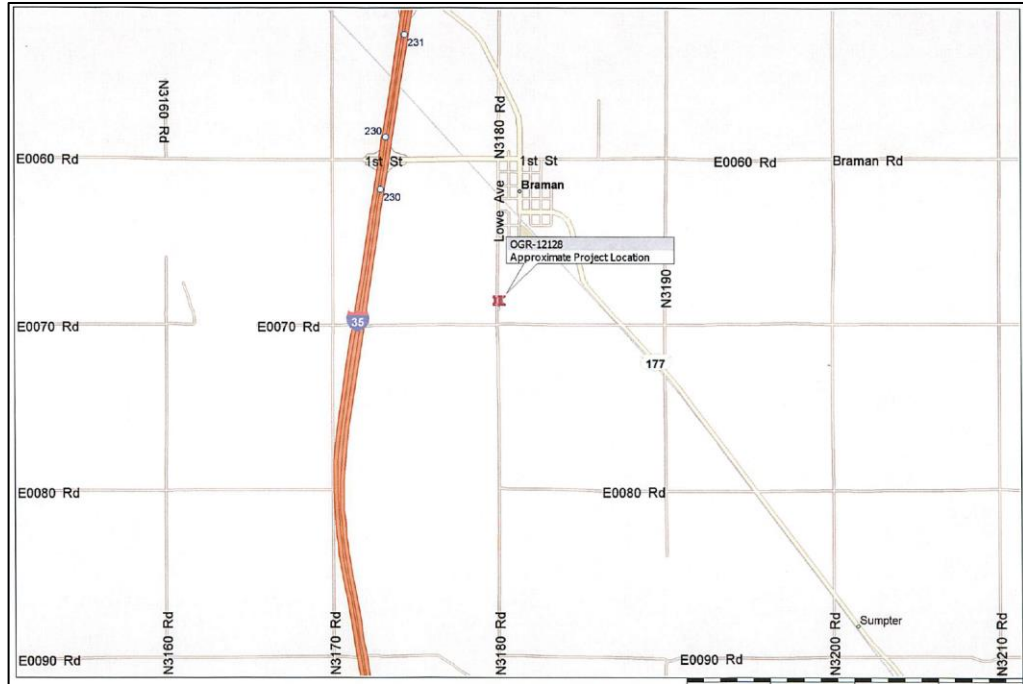 231
N3160 Rd
N3180 Rd
230
E0060 Rd
1st St
1st St
E0060 Rd
Braman Rd
230
Braman
Lowe Ave
OGR-12128
Approximate Project Location
N3190
E0070 Rd
35
177
E0080 Rd
E0080 Rd
Sumpter
N3160 Rd
N3170 Rd
N3180 Rd
N3200 Rd
N3210 Rd
E0090 Rd
E0090 Rd